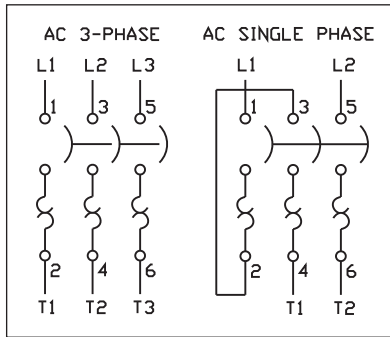 AC 3-PHASE
L1 L2 L3
1 3 5
2 4 6
T1 T2 T3
AC SINGLE PHASE
L1 L2
1 3 5
2 4 6
T1 T2